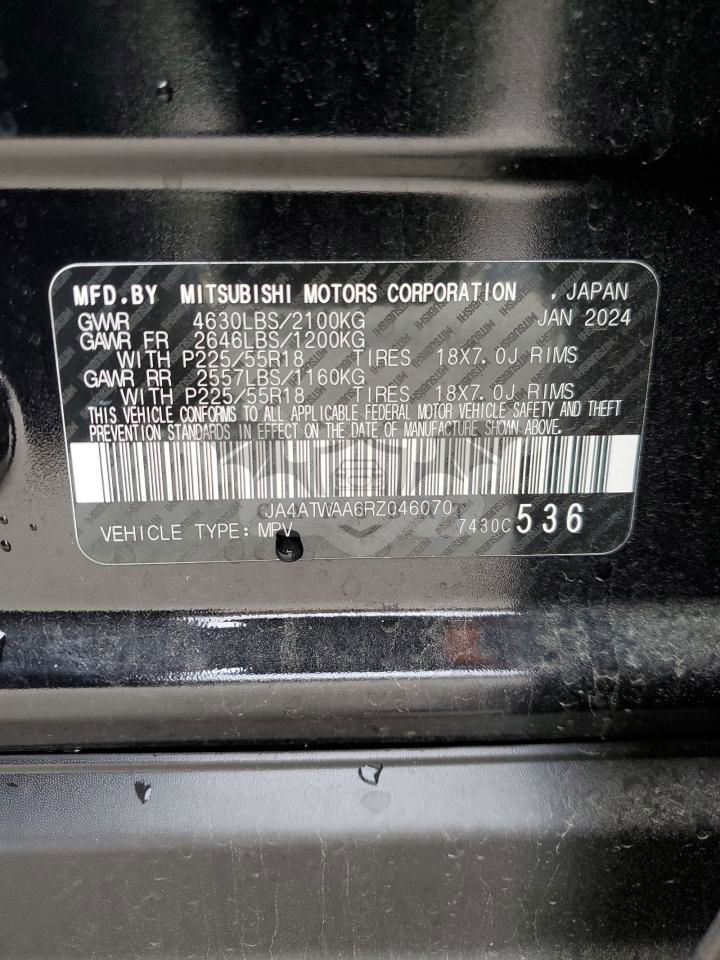 MFD.BY MITSUBISHI MOTORS CORPORATION , JAPAN
GVWR 4630LBS/2100KG JAN 2024
GAWR FR 2646LBS/1200KG
WITH P225/55R18 TIRES 18X7.0J RIMS
GAWR RR 2557LBS/1160KG
WITH P225/55R18 TIRES 18X7.0J RIMS
THIS VEHICLE CONFORMS TO ALL APPLICABLE FEDERAL MOTOR VEHICLE SAFETY AND THEFT
PREVENTION STANDARDS IN EFFECT ON THE DATE OF MANUFACTURE SHOWN ABOVE.
JA4ATWAA6RZ046070
VEHICLE TYPE: MPV 7430C 536